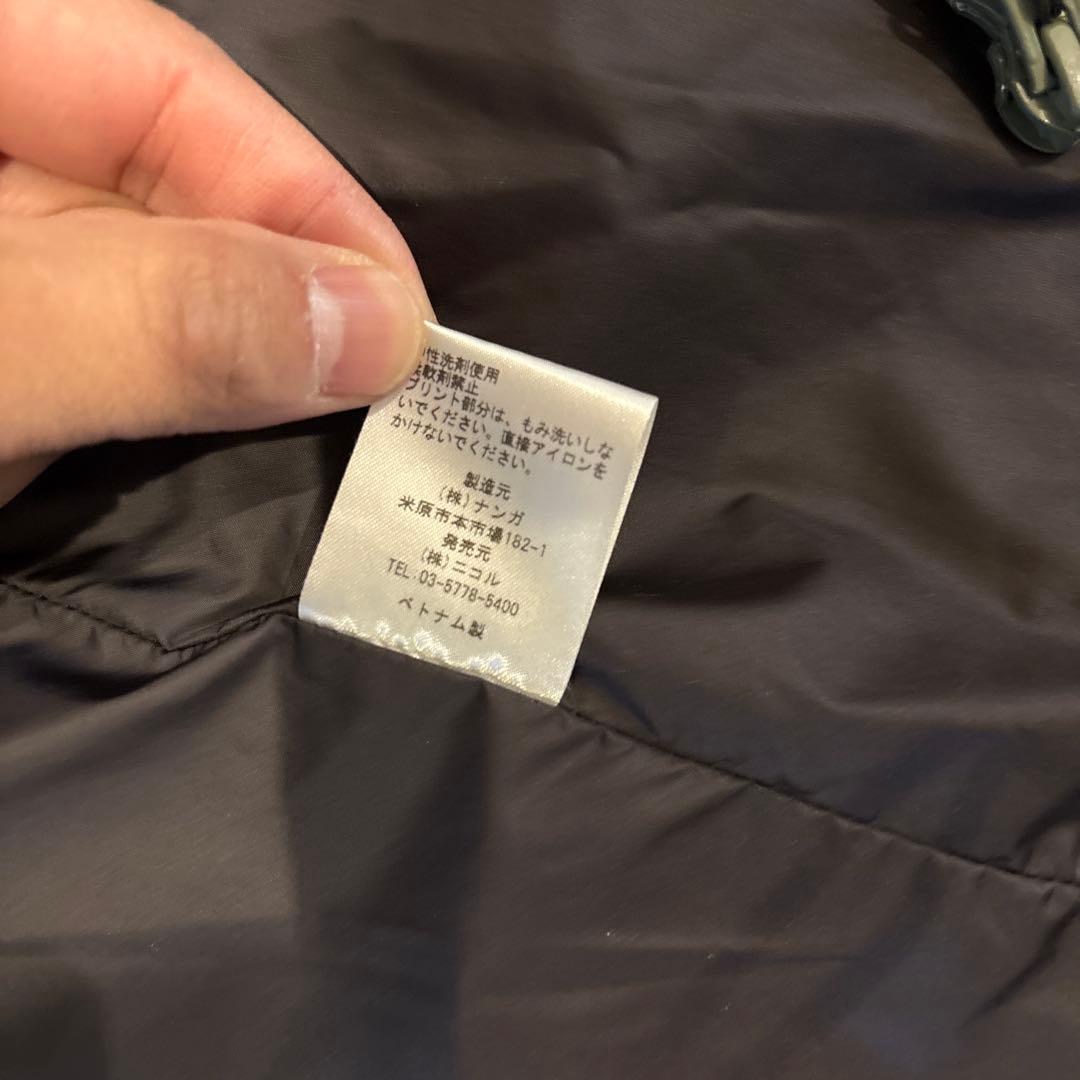 性洗剤使用
散剤禁止
プリント部分は、もみ洗いしな
いでください。直接アイロンを
かけないでください。
製造元
(株)ナンガ
米原市本市場182-1
発売元
(株)ニコル
TEL.03-5778-5400
ベトナム製